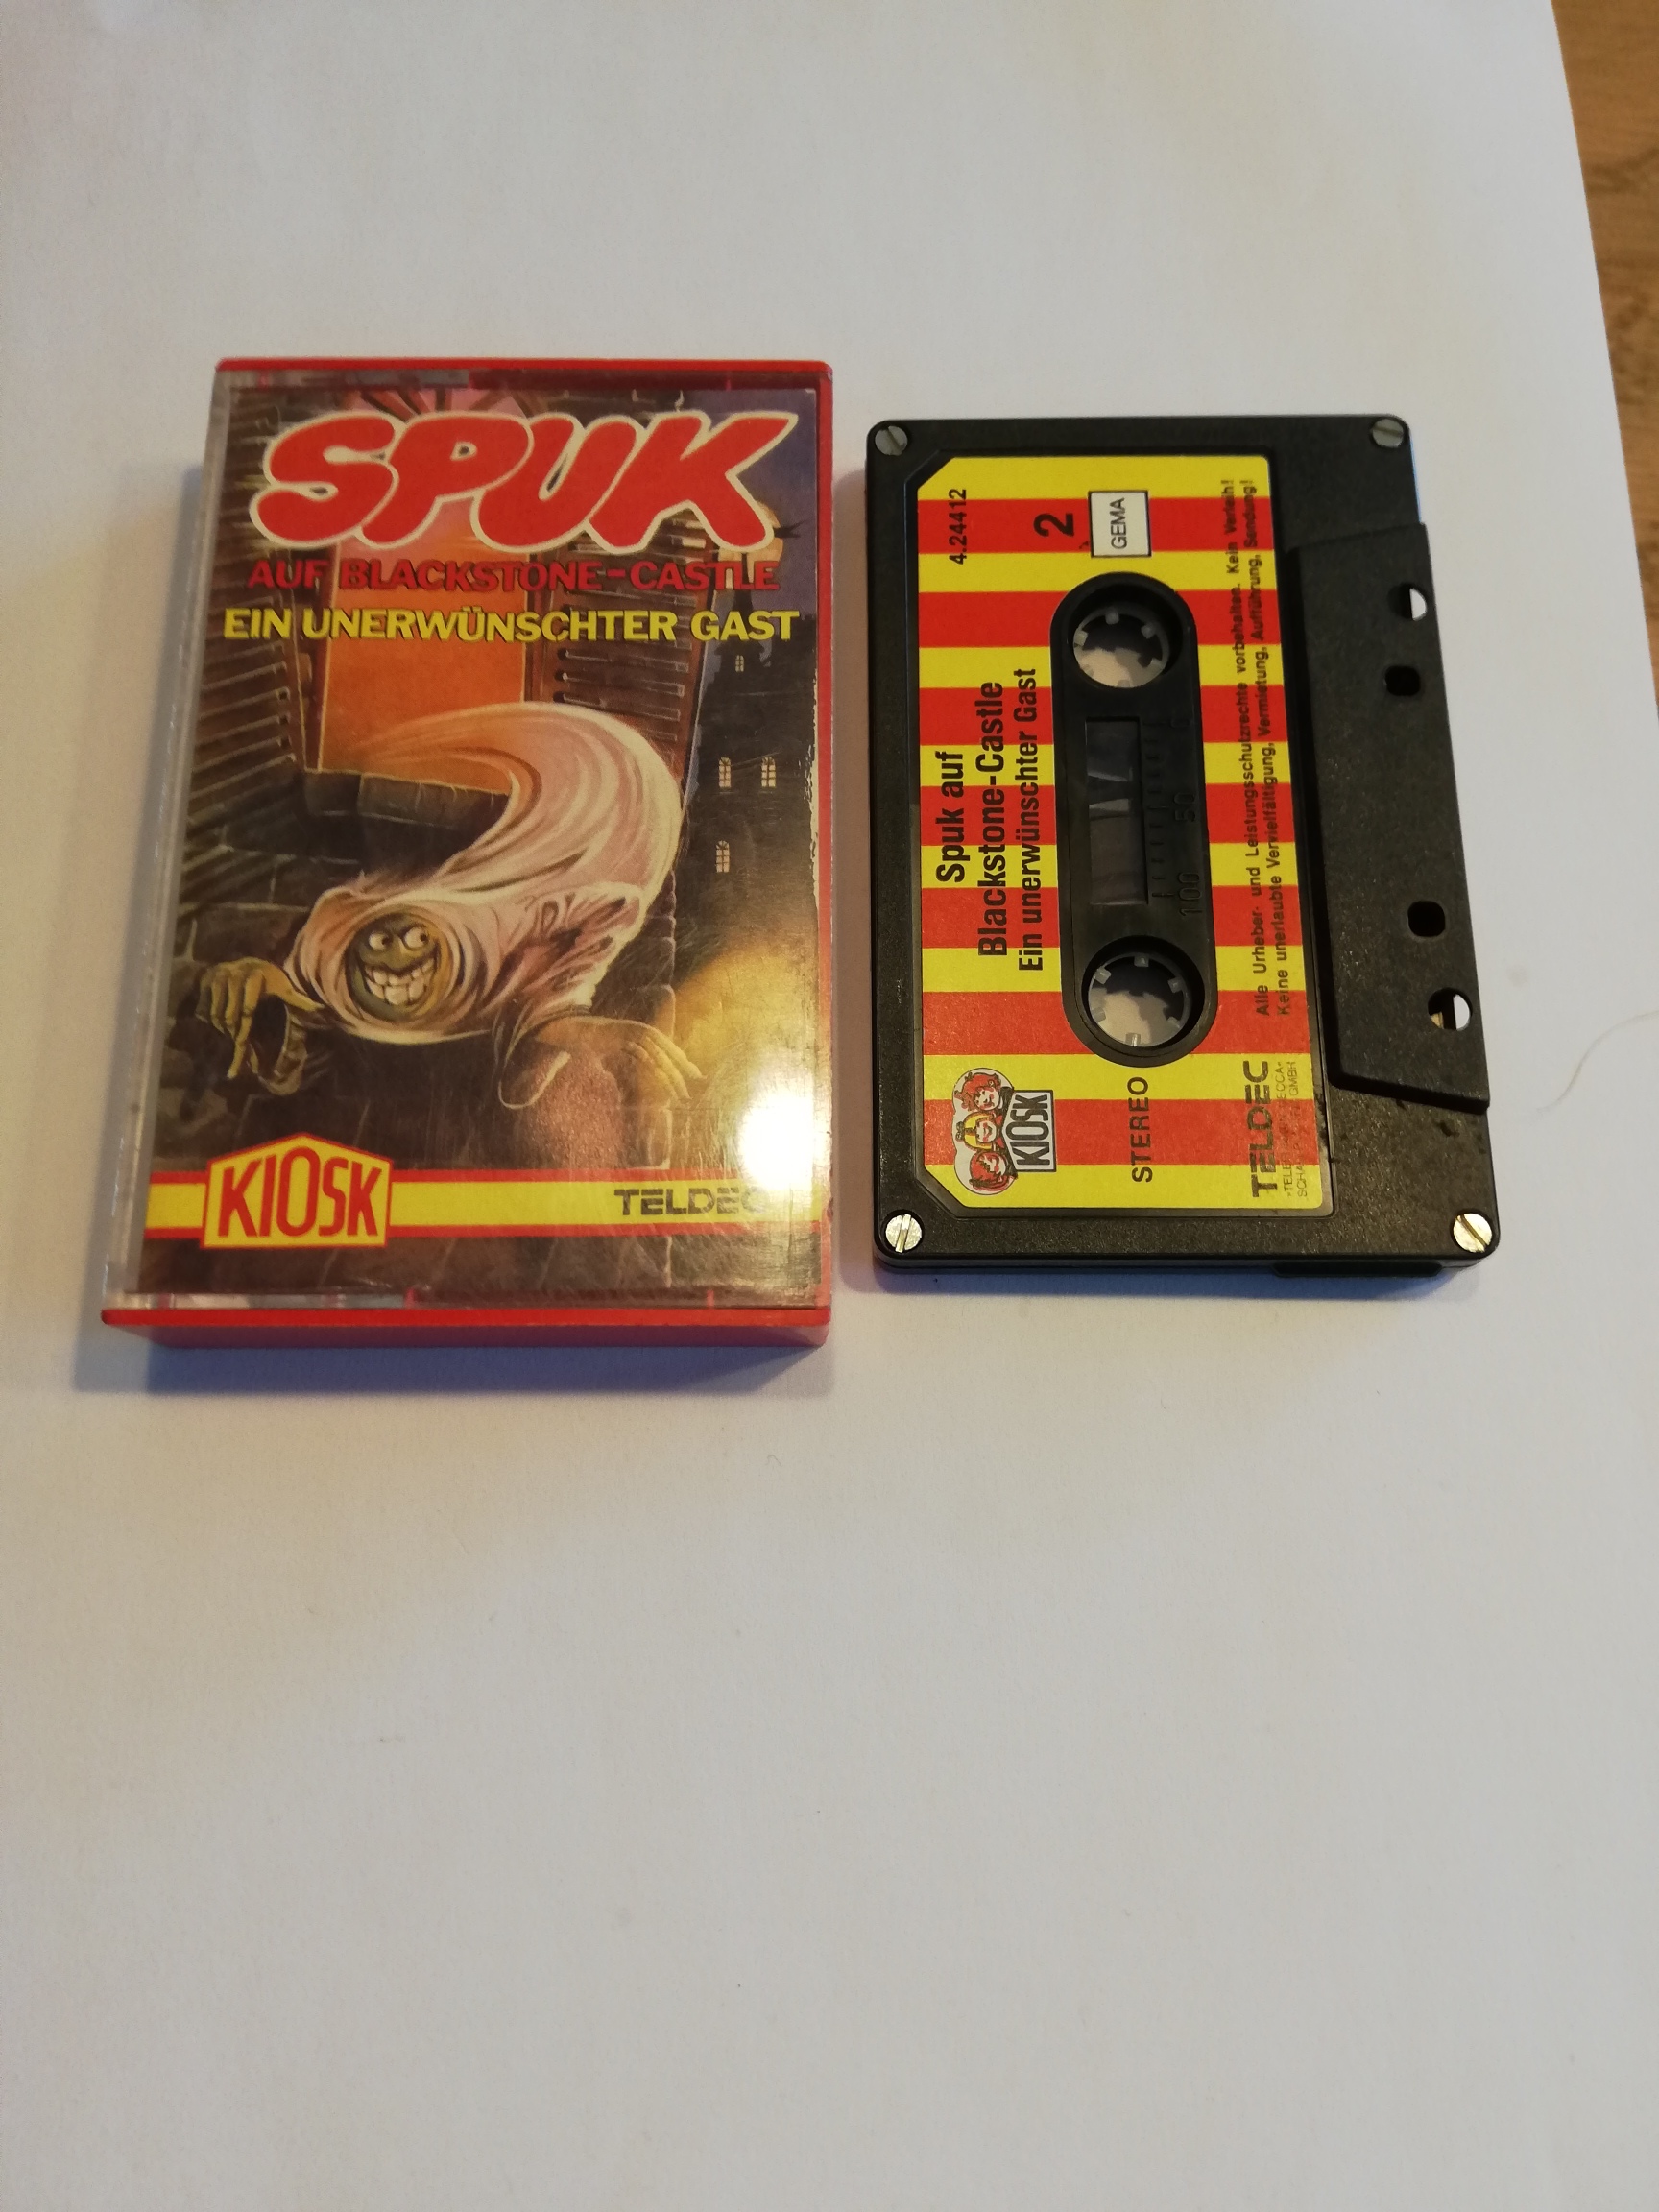 SPUK
AUF BLACKSTONE-CASTLE
EIN UNERWÜNSCHTER GAST
KIOSK
TELDEC
4.24412
2
GEMA
Spuk auf
Blackstone-Castle
Ein unerwünschter Gast
KIOSK
STEREO
100 50 0
Alle Urheber- und Leistungsschutzrechte vorbehalten. Kein Verleih!
Keine unerlaubte Vervielfältigung, Vermietung, Aufführung, Sendung!
TELDEC
GMBH